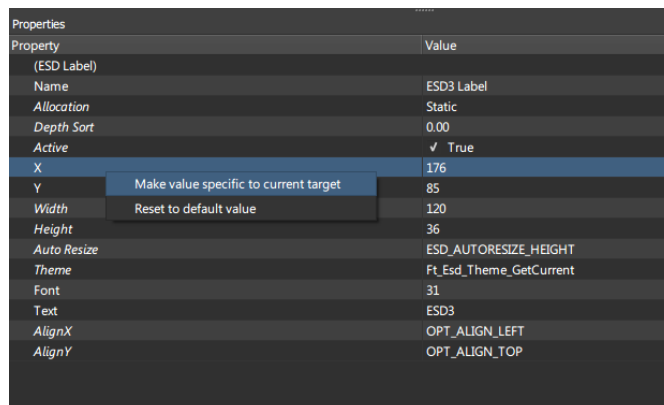 Properties
Property Value
(ESD Label)
Name ESD3 Label
Allocation Static
Depth Sort 0.00
Active ✓ True
X 176
Y Make value specific to current target 85
Width Reset to default value 120
Height 36
Auto Resize ESD_AUTORESIZE_HEIGHT
Theme Ft_Esd_Theme_GetCurrent
Font 31
Text ESD3
AlignX OPT_ALIGN_LEFT
AlignY OPT_ALIGN_TOP